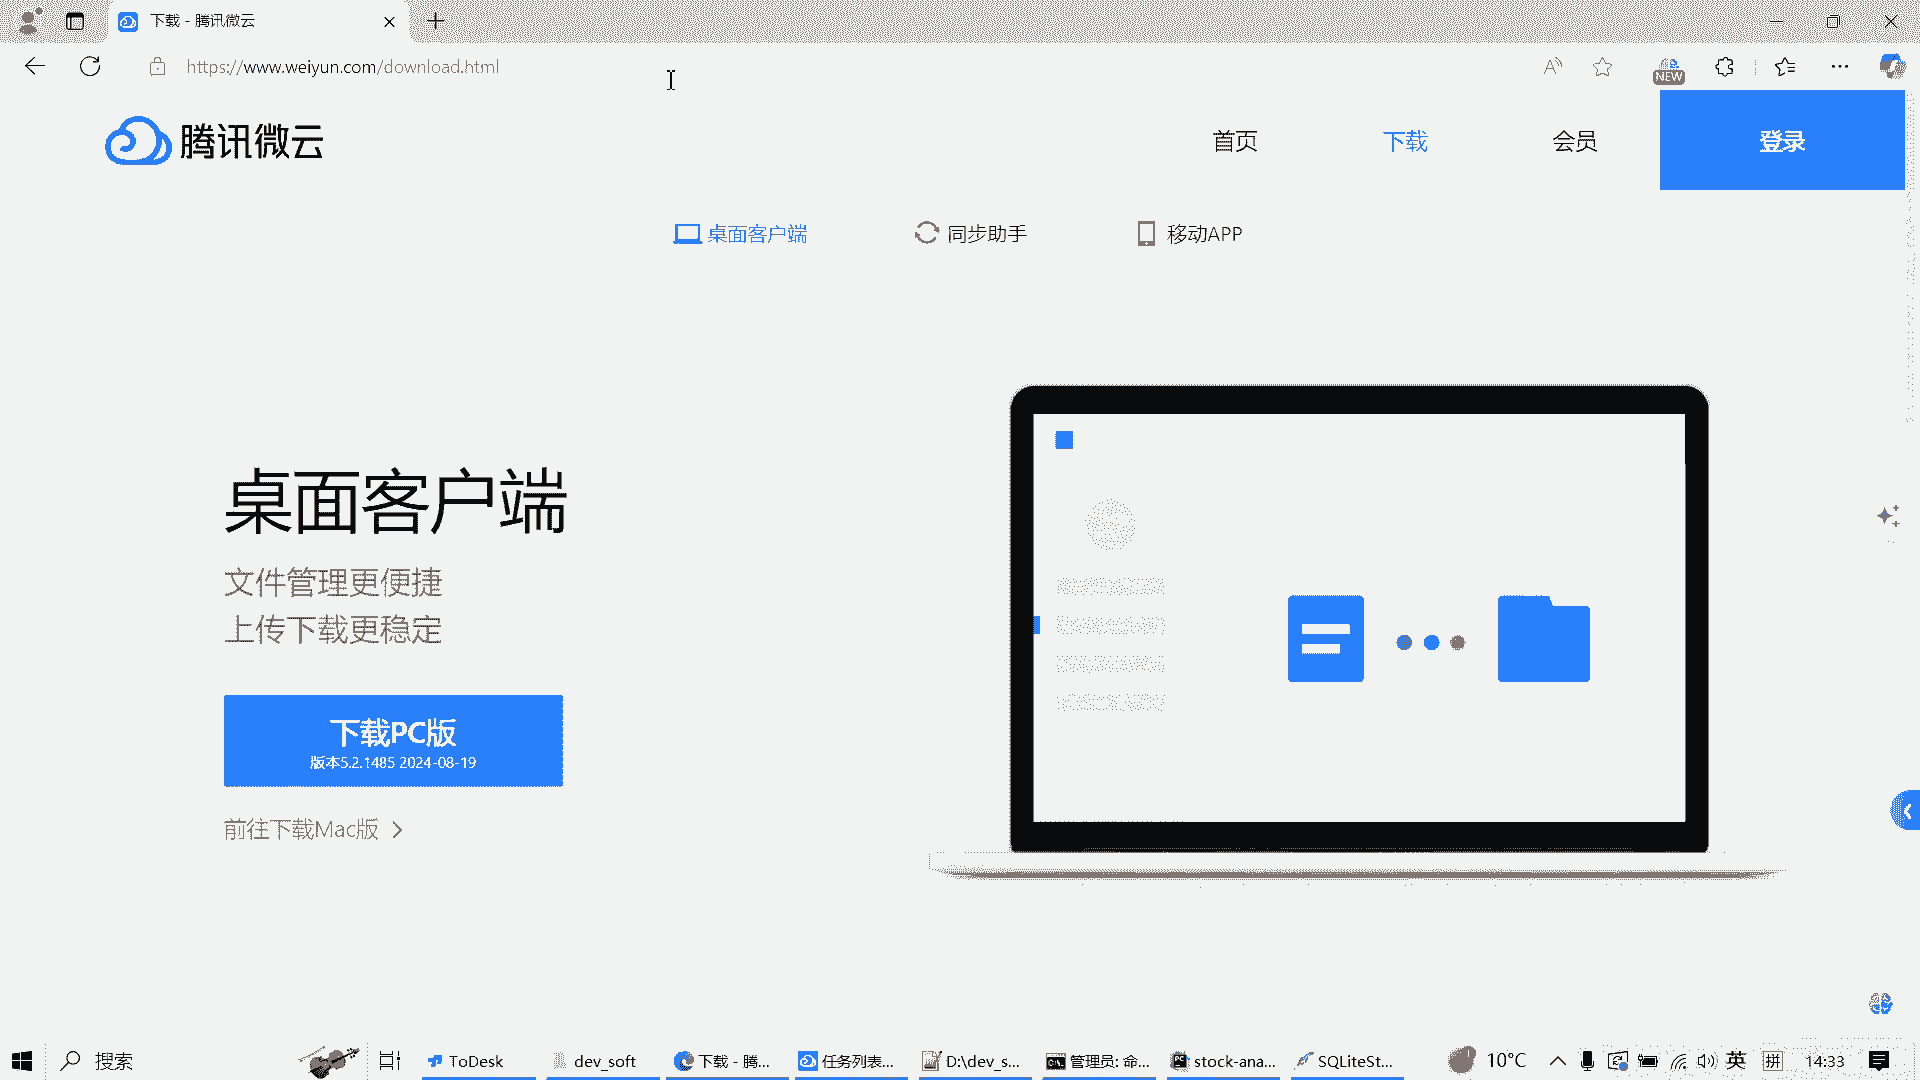 下载 - 腾讯微云
https://www.weiyun.com/download.html
NEW
腾讯微云
首页
下载
会员
登录
桌面客户端
同步助手
移动APP
桌面客户端
文件管理更便捷
上传下载更稳定
下载PC版
版本5.2.1485 2024-08-19
前往下载Mac版
搜索
ToDesk
dev_soft
下载 - 腾...
任务列表...
D:\dev_s...
管理员: 命...
stock-ana...
SQLiteSt...
10°C
英
拼
14:33